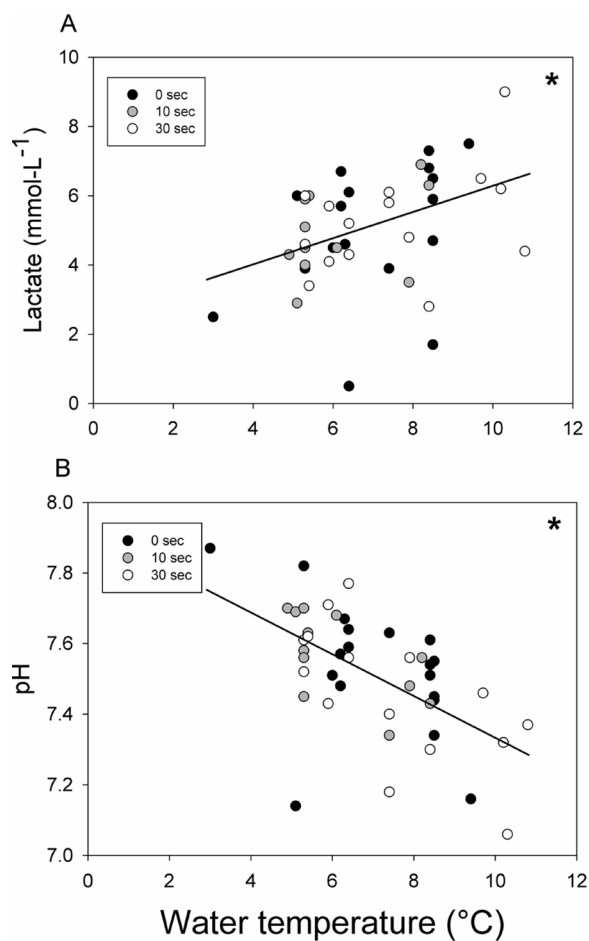 A
10
8
6
4
2
0
Lactate (mmol-L⁻¹)
0 sec
10 sec
30 sec
*
0 2 4 6 8 10 12
B
8.0
7.8
7.6
7.4
7.2
7.0
pH
0 sec
10 sec
30 sec
*
0 2 4 6 8 10 12
Water temperature (°C)